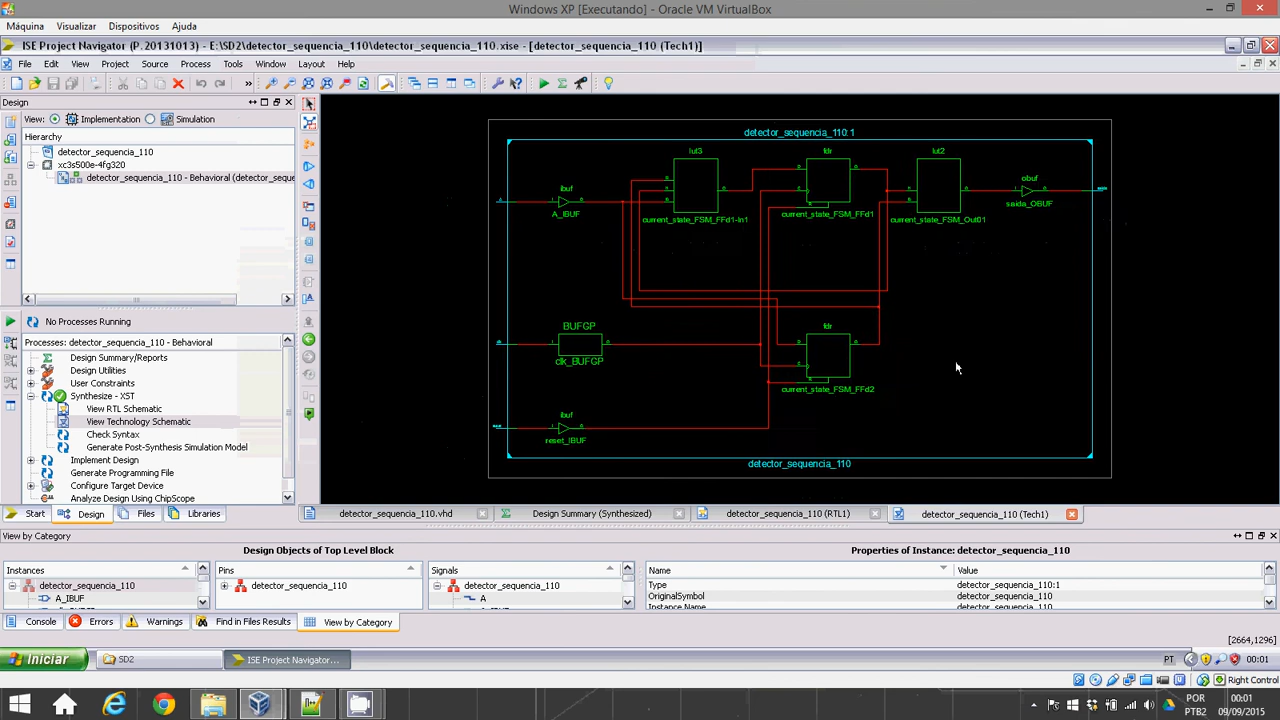 Windows XP [Executando] - Oracle VM VirtualBox
Máquina Visualizar Dispositivos Ajuda
ISE Project Navigator (P.20131013) - E:\SD2\detector_sequencia_110\detector_sequencia_110.xise - [detector_sequencia_110 (Tech1)]
File Edit View Project Source Process Tools Window Layout Help
Design
View: Implementation Simulation
Hierarchy
detector_sequencia_110
xc3s500e-4fg320
detector_sequencia_110 - Behavioral (detector_seque
No Processes Running
Processes: detector_sequencia_110 - Behavioral
Design Summary/Reports
Design Utilities
User Constraints
View RTL Schematic
View Technology Schematic
Check Syntax
Generate Post-Synthesis Simulation Model
Implement Design
Generate Programming File
Configure Target Device
Analyze Design Using ChipScope
Start Design Files Libraries
detector_sequencia_110:1
lut3 fdr lut2
ibuf obuf
A_IBUF saida_OBUF
current_state_FSM_FFd1-In1 current_state_FSM_FFd1 current_state_FSM_Out01
BUFGP fdr
clk_BUFGP
current_state_FSM_FFd2
ibuf
reset_IBUF
detector_sequencia_110
detector_sequencia_110.vhd Design Summary (Synthesized) detector_sequencia_110 (RTL1) detector_sequencia_110 (Tech1)
View by Category
Design Objects of Top Level Block Properties of Instance: detector_sequencia_110
Instances Pins Signals Name Value
detector_sequencia_110 detector_sequencia_110 detector_sequencia_110 Type detector_sequencia_110:1
A_IBUF A OriginalSymbol detector_sequencia_110
Instance Name detector_sequencia_110
Console Errors Warnings Find in Files Results View by Category
[2664,1296]
Iniciar SD2 ISE Project Navigator... PT 00:01
Right Control
POR 00:01
PTB2 09/09/2015